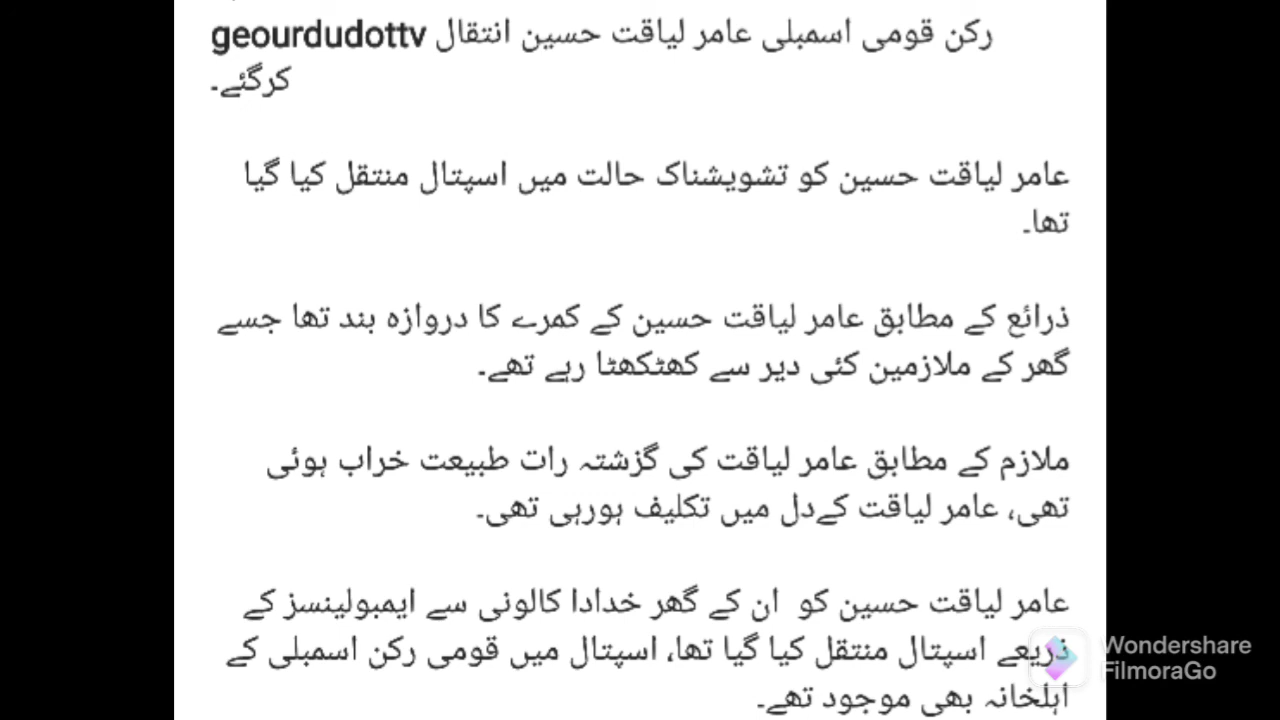 geourdudottv رکن قومی اسمبلی عامر لیاقت حسین انتقال
کرگئے۔
عامر لیاقت حسین کو تشویشناک حالت میں اسپتال منتقل کیا گیا
تھا۔
ذرائع کے مطابق عامر لیاقت حسین کے کمرے کا دروازہ بند تھا جسے
گھر کے ملازمین کئی دیر سے کھٹکھٹا رہے تھے۔
ملازم کے مطابق عامر لیاقت کی گزشتہ رات طبیعت خراب ہوئی
تھی، عامر لیاقت کےدل میں تکلیف ہورہی تھی۔
عامر لیاقت حسین کو ان کے گھر خدادا کالونی سے ایمبولینسز کے
ذریعے اسپتال منتقل کیا گیا تھا، اسپتال میں قومی رکن اسمبلی کے
اہلخانہ بھی موجود تھے۔
Wondershare
FilmoraGo